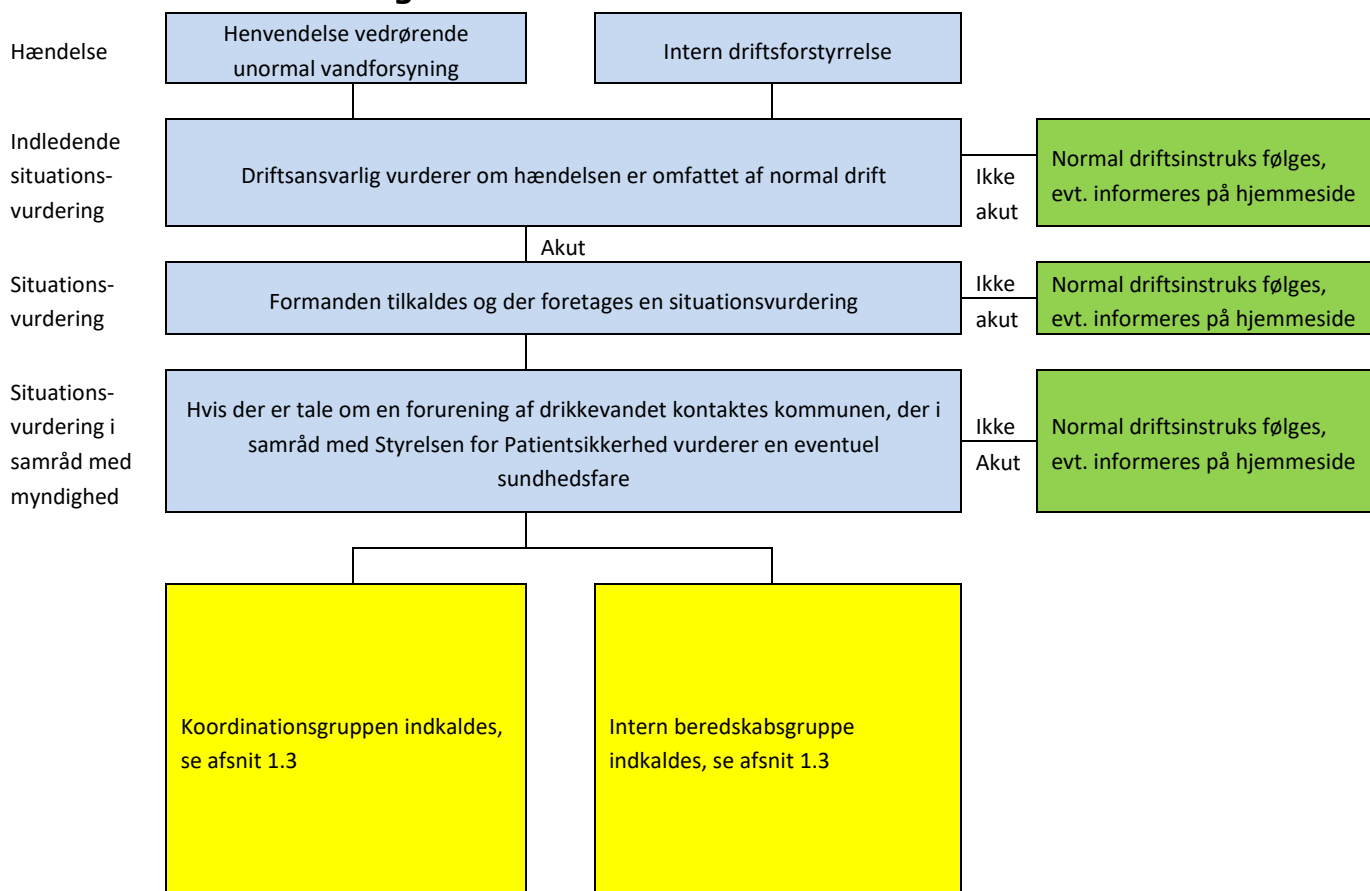 Hændelse
Henvendelse vedrørende
unormal vandforsyning
Intern driftsforstyrrelse
Indledende
situations-
vurdering
Driftsansvarlig vurderer om hændelsen er omfattet af normal drift
Ikke
akut
Normal driftsinstruks følges,
evt. informeres på hjemmeside
Akut
Situations-
vurdering
Formanden tilkaldes og der foretages en situationsvurdering
Ikke
akut
Normal driftsinstruks følges,
evt. informeres på hjemmeside
Situations-
vurdering i
samråd med
myndighed
Hvis der er tale om en forurening af drikkevandet kontaktes kommunen, der i
samråd med Styrelsen for Patientsikkerhed vurderer en eventuel
sundhedsfare
Ikke
Akut
Normal driftsinstruks følges,
evt. informeres på hjemmeside
Koordinationsgruppen indkaldes,
se afsnit 1.3
Intern beredskabsgruppe
indkaldes, se afsnit 1.3